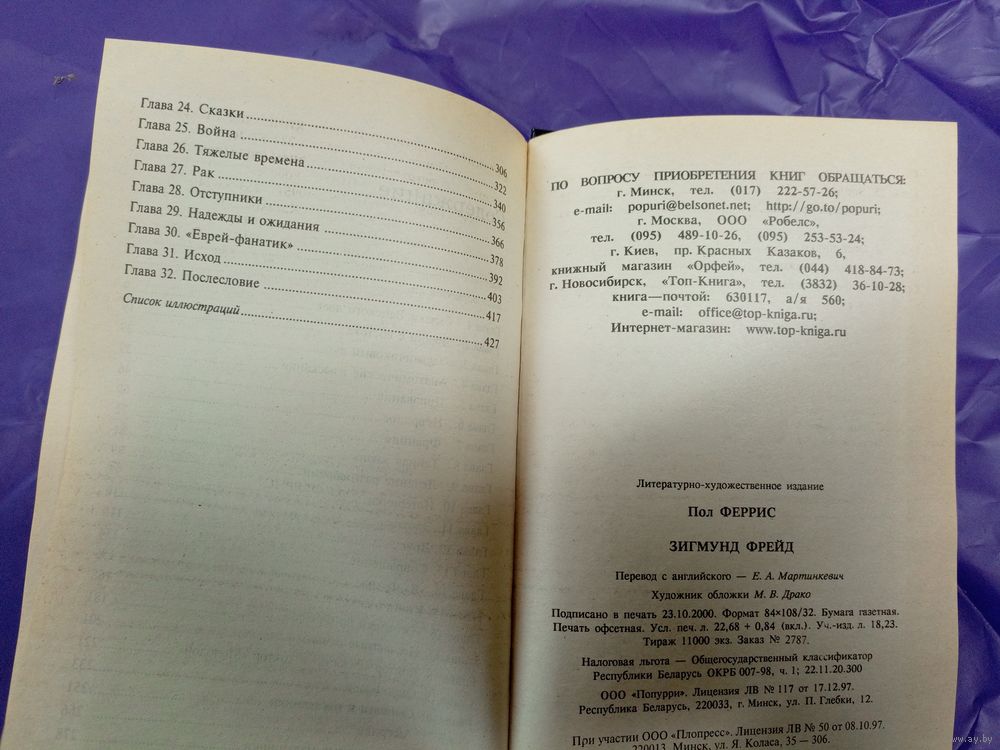 Глава 24. Сказки ........ 306
Глава 25. Война ........ 322
Глава 26. Тяжелые времена ........ 340
Глава 27. Рак ........ 356
Глава 28. Отступники ........ 366
Глава 29. Надежды и ожидания ........ 378
Глава 30. «Еврей-фанатик» ........ 392
Глава 31. Исход ........ 403
Глава 32. Послесловие ........ 417
Список иллюстраций ........ 427
ПО ВОПРОСУ ПРИОБРЕТЕНИЯ КНИГ ОБРАЩАТЬСЯ:
г. Минск, тел. (017) 222-57-26;
e-mail: popuri@belsonet.net; http://go.to/popuri;
г. Москва, ООО «Робелс»,
тел. (095) 489-10-26, (095) 253-53-24;
г. Киев, пр. Красных Казаков, 6,
книжный магазин «Орфей», тел. (044) 418-84-73;
г. Новосибирск, «Топ-Книга», тел. (3832) 36-10-28;
книга—почтой: 630117, а/я 560;
e-mail: office@top-kniga.ru;
Интернет-магазин: www.top-kniga.ru
Литературно-художественное издание
Пол ФЕРРИС
ЗИГМУНД ФРЕЙД
Перевод с английского — Е. А. Мартинкевич
Художник обложки М. В. Драко
Подписано в печать 23.10.2000. Формат 84×108/32. Бумага газетная.
Печать офсетная. Усл. печ. л. 22,68 + 0,84 (вкл.). Уч.-изд. л. 18,23.
Тираж 11000 экз. Заказ № 2787.
Налоговая льгота — Общегосударственный классификатор
Республики Беларусь ОКРБ 007-98, ч. 1; 22.11.20.300
ООО «Попурри». Лицензия ЛВ № 117 от 17.12.97.
Республика Беларусь, 220033, г. Минск, ул. П. Глебки, 12.
При участии ООО «Плопресс». Лицензия ЛВ № 50 от 08.10.97.
220013, Минск, ул. Я. Коласа, 35 — 306.
www.ay.by